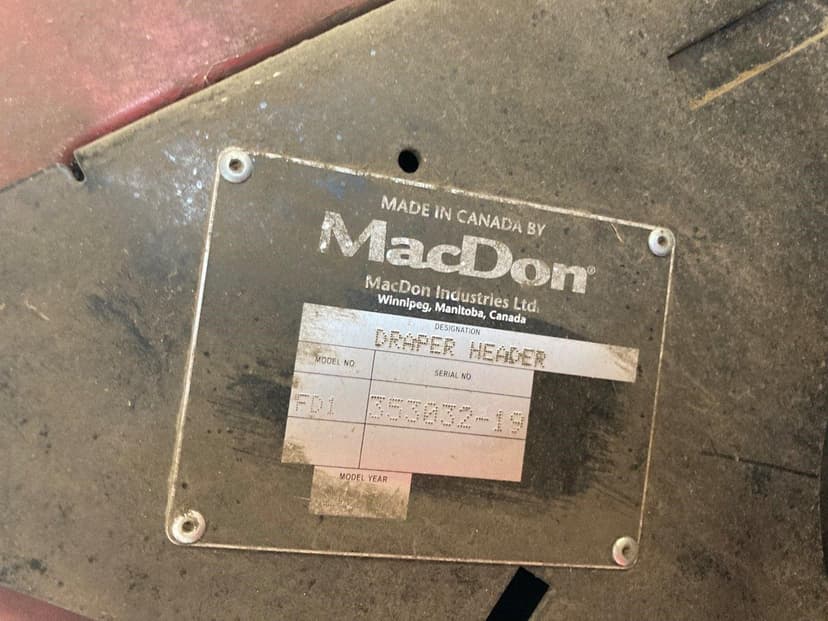 MADE IN CANADA BY
MacDon®
MacDon Industries Ltd.
Winnipeg, Manitoba, Canada
DESIGNATION
DRAPER HEADER
MODEL NO
SERIAL NO
FD1
353032-19
MODEL YEAR